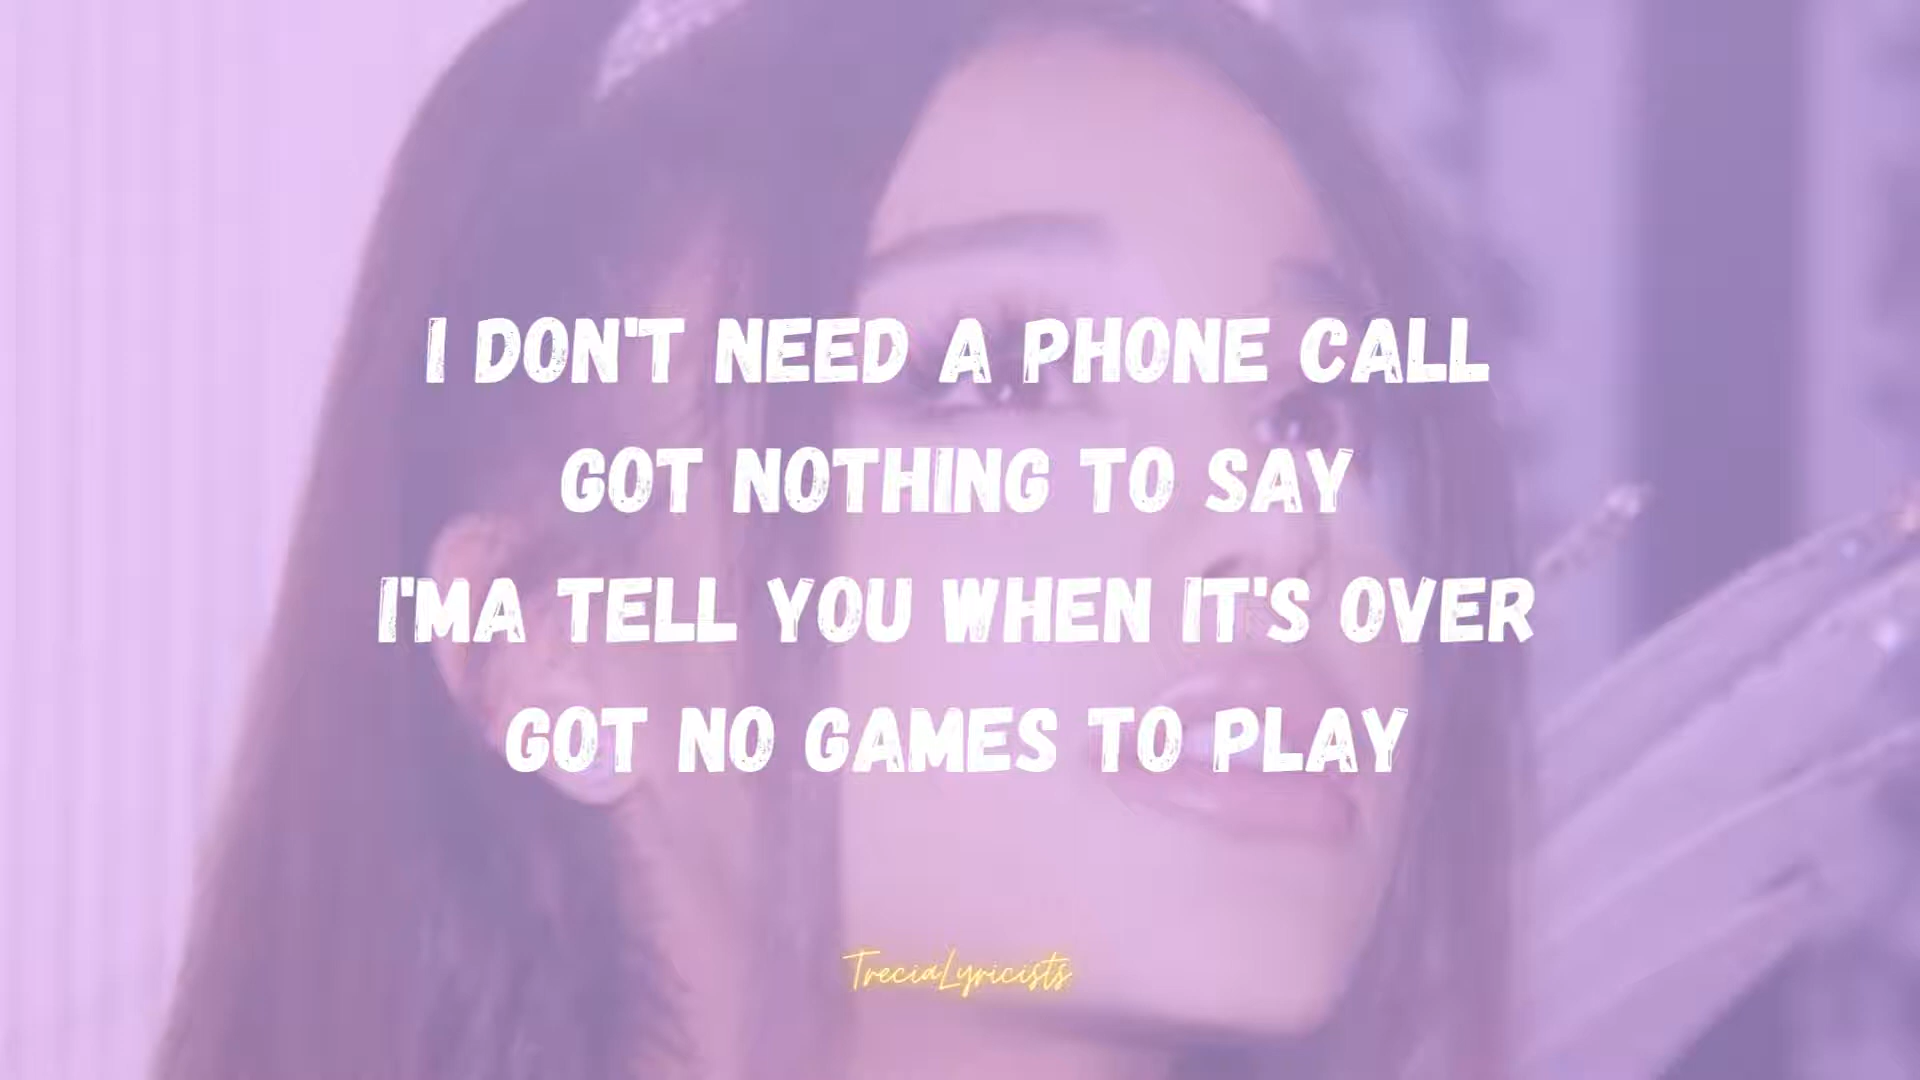 I DON'T NEED A PHONE CALL
GOT NOTHING TO SAY
I'MA TELL YOU WHEN IT'S OVER
GOT NO GAMES TO PLAY
TreciaLyricists